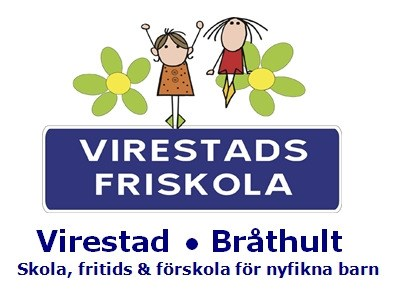 VIRESTADS
FRISKOLA
Virestad • Bråthult
Skola, fritids & förskola för nyfikna barn